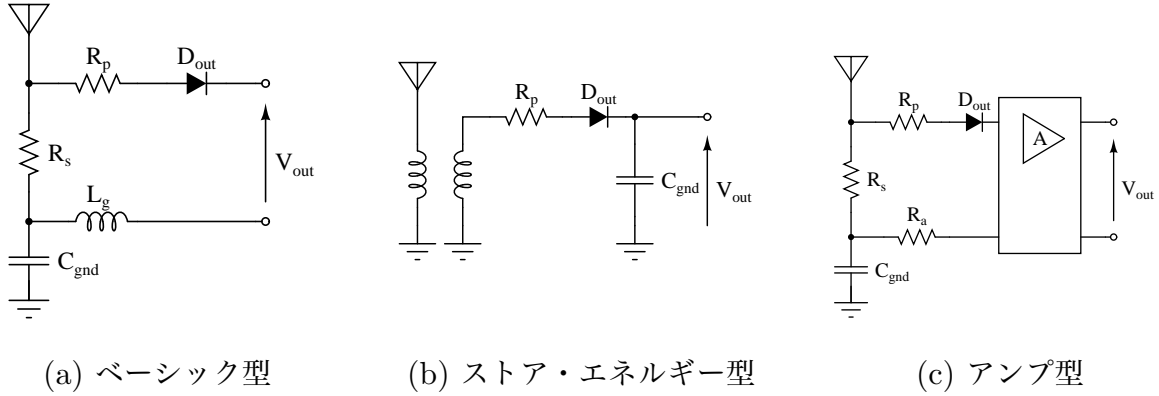 R_p
D_out
R_s
V_out
L_g
C_gnd
(a) ベーシック型
R_p
D_out
C_gnd
V_out
(b) ストア・エネルギー型
R_p
D_out
A
R_s
V_out
R_a
C_gnd
(c) アンプ型